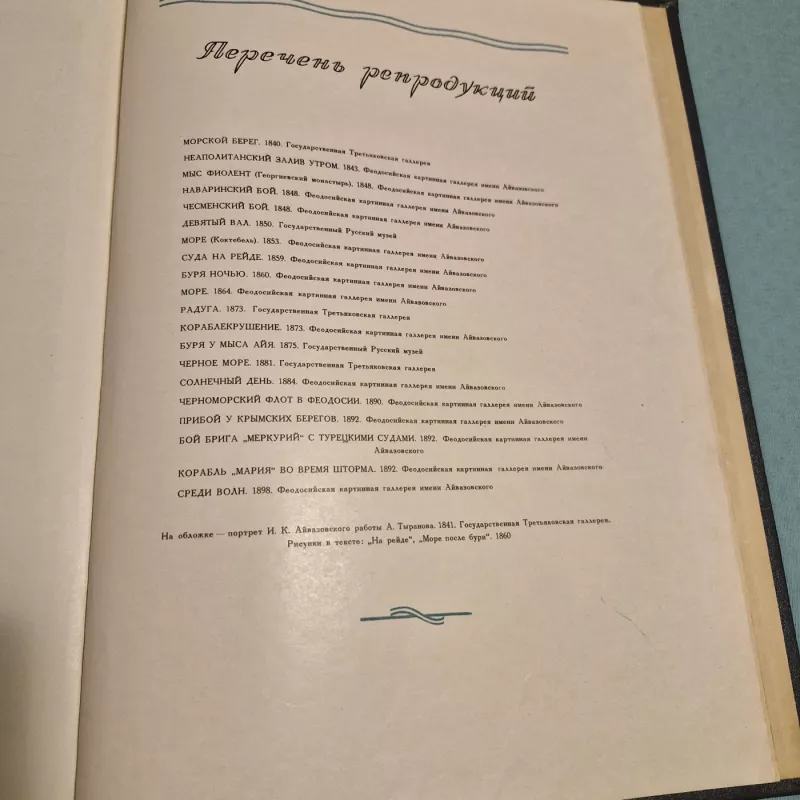 Перечень репродукций
МОРСКОЙ БЕРЕГ. 1840. Государственная Третьяковская галлерея
НЕАПОЛИТАНСКИЙ ЗАЛИВ УТРОМ. 1843. Феодосийская картинная галлерея имени Айвазовского
МЫС ФИОЛЕНТ (Георгиевский монастырь). 1848. Феодосийская картинная галлерея имени Айвазовского
НАВАРИНСКИЙ БОЙ. 1848. Феодосийская картинная галлерея имени Айвазовского
ЧЕСМЕНСКИЙ БОЙ. 1848. Феодосийская картинная галлерея имени Айвазовского
ДЕВЯТЫЙ ВАЛ. 1850. Государственный Русский музей
МОРЕ (Коктебель). 1853. Феодосийская картинная галлерея имени Айвазовского
СУДА НА РЕЙДЕ. 1859. Феодосийская картинная галлерея имени Айвазовского
БУРЯ НОЧЬЮ. 1860. Феодосийская картинная галлерея имени Айвазовского
МОРЕ. 1864. Феодосийская картинная галлерея имени Айвазовского
РАДУГА. 1873. Государственная Третьяковская галлерея
КОРАБЛЕКРУШЕНИЕ. 1873. Феодосийская картинная галлерея имени Айвазовского
БУРЯ У МЫСА АЙЯ. 1875. Государственный Русский музей
ЧЕРНОЕ МОРЕ. 1881. Государственная Третьяковская галлерея
СОЛНЕЧНЫЙ ДЕНЬ. 1884. Феодосийская картинная галлерея имени Айвазовского
ЧЕРНОМОРСКИЙ ФЛОТ В ФЕОДОСИИ. 1890. Феодосийская картинная галлерея имени Айвазовского
ПРИБОЙ У КРЫМСКИХ БЕРЕГОВ. 1892. Феодосийская картинная галлерея имени Айвазовского
БОЙ БРИГА „МЕРКУРИЙ“ С ТУРЕЦКИМИ СУДАМИ. 1892. Феодосийская картинная галлерея имени
Айвазовского
КОРАБЛЬ „МАРИЯ“ ВО ВРЕМЯ ШТОРМА. 1892. Феодосийская картинная галлерея имени Айвазовского
СРЕДИ ВОЛН. 1898. Феодосийская картинная галлерея имени Айвазовского
На обложке — портрет И. К. Айвазовского работы А. Тыранова. 1841. Государственная Третьяковская галлерея.
Рисунки в тексте: „На рейде“, „Море после бури“. 1860